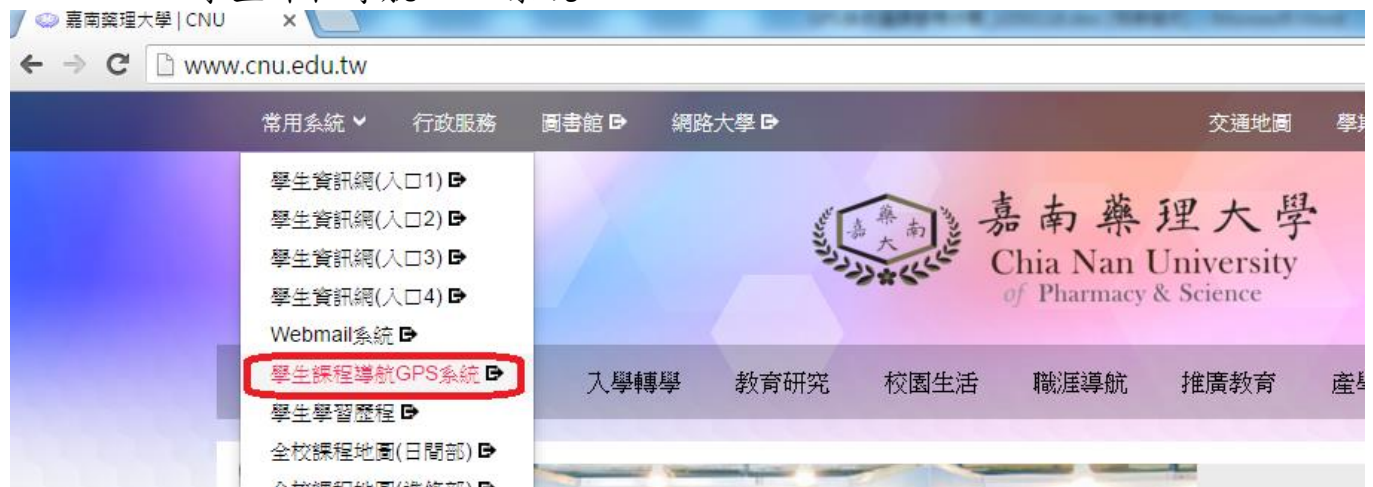 嘉南藥理大學 | CNU
www.cnu.edu.tw
常用系統 行政服務 圖書館 網路大學 交通地圖
學生資訊網(入口1)
學生資訊網(入口2)
學生資訊網(入口3)
學生資訊網(入口4)
Webmail系統
學生課程導航GPS系統
學生學習歷程
全校課程地圖(日間部)
嘉南藥理大學
Chia Nan University
of Pharmacy & Science
嘉藥南大
入學轉學 教育研究 校園生活 職涯導航 推廣教育